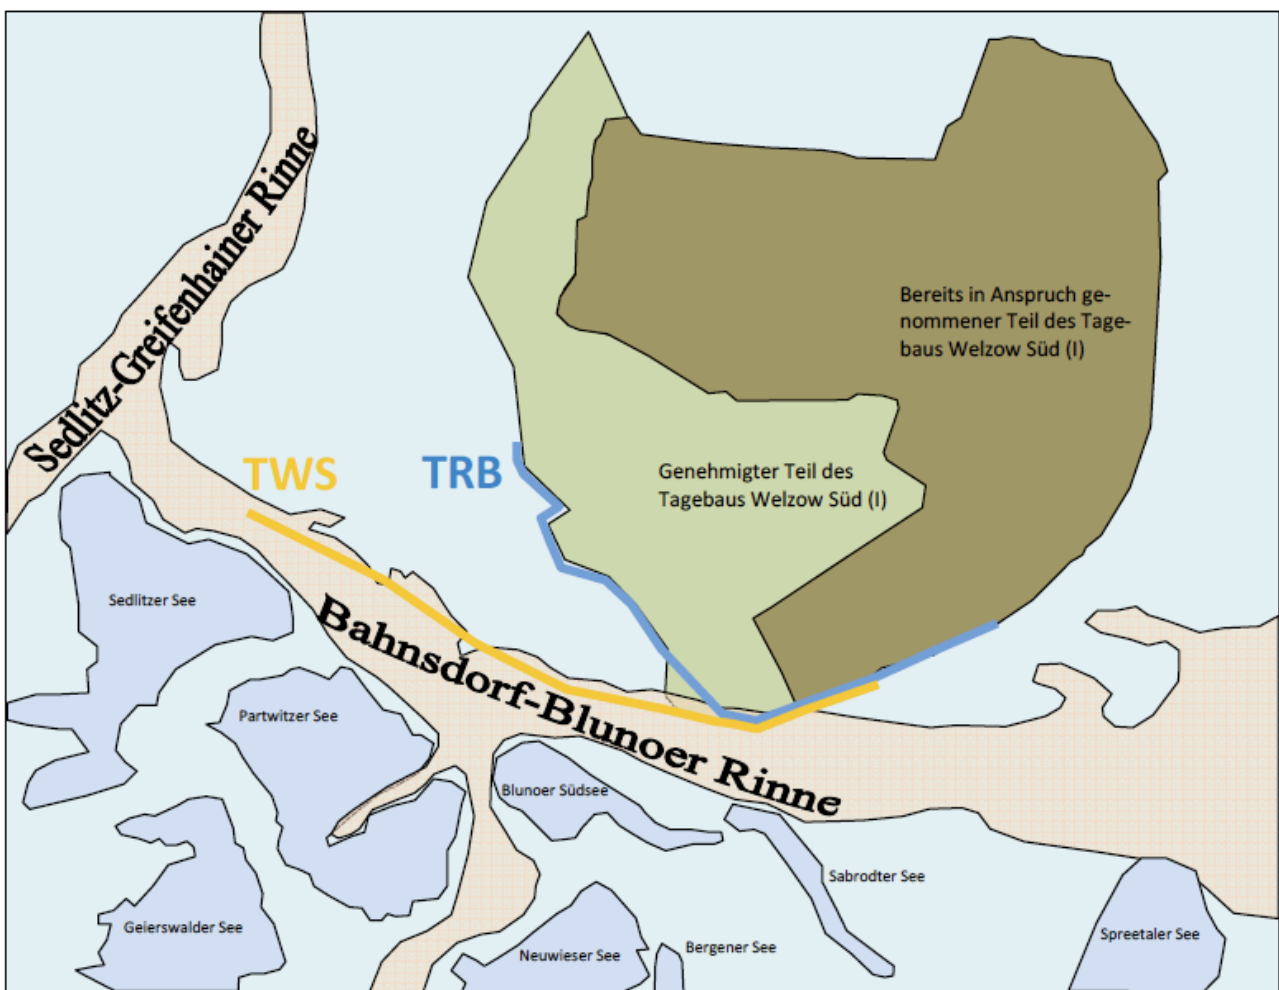 Sedlitz-Greifenhainer Rinne
Bereits in Anspruch ge-
nommener Teil des Tage-
baus Welzow Süd (I)
TWS
TRB
Genehmigter Teil des
Tagebaus Welzow Süd (I)
Sedlitzer See
Bahnsdorf-Blunoer Rinne
Partwitzer See
Blunoer Südsee
Sabrodter See
Geierswalder See
Neuwieser See
Bergener See
Spreetaler See